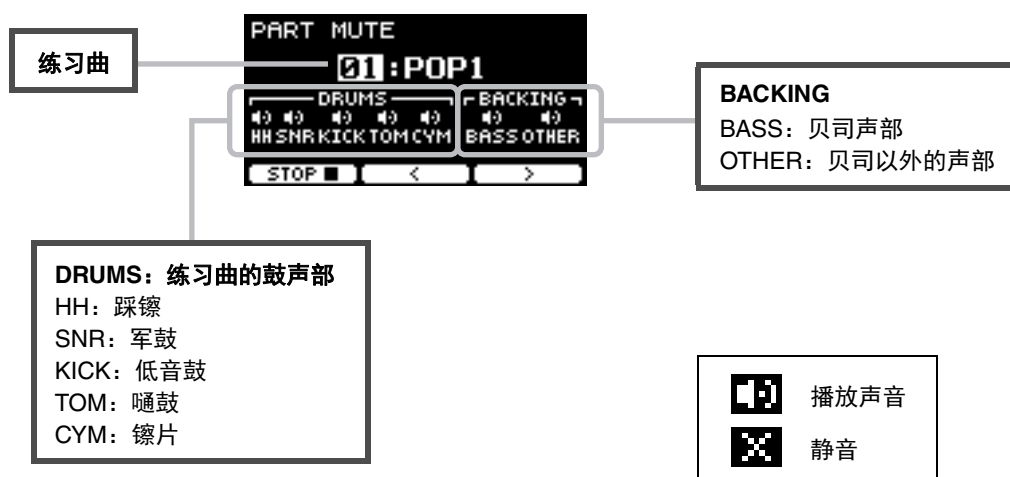 练习曲
PART MUTE
01:POP1
DRUMS
BACKING
HH SNR KICK TOM CYM
BASS OTHER
STOP ■ < >
BACKING
BASS：贝司声部
OTHER：贝司以外的声部
DRUMS：练习曲的鼓声部
HH：踩镲
SNR：军鼓
KICK：低音鼓
TOM：嗵鼓
CYM：镲片
播放声音
静音